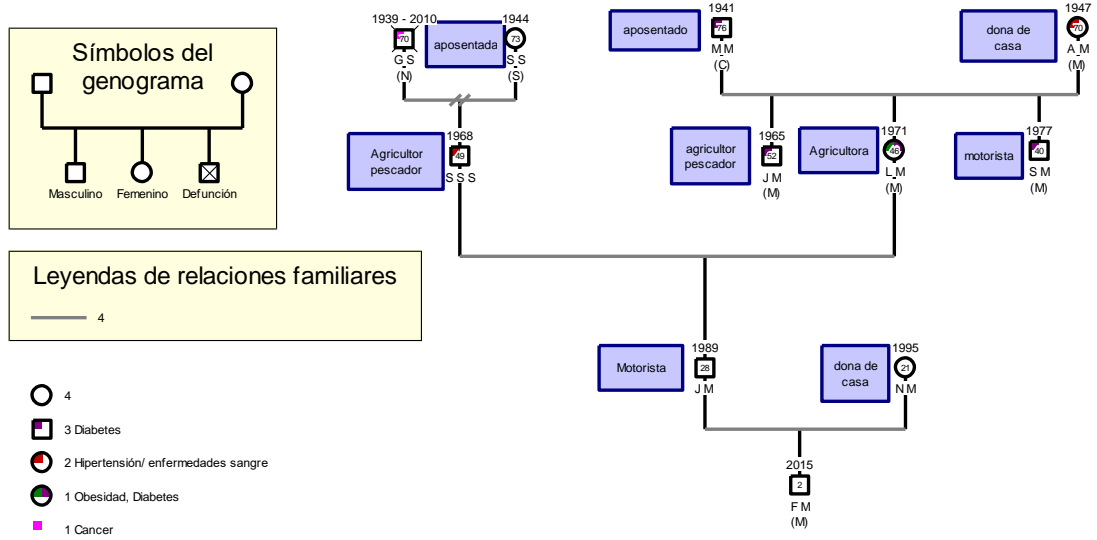 Símbolos del
genograma
Masculino
Femenino
Defunción
Leyendas de relaciones familiares
4
4
3 Diabetes
2 Hipertensión/ enfermedades sangre
1 Obesidad, Diabetes
1 Cancer
1939 - 2010
70
G S
(N)
aposentada
1944
73
S S
(S)
aposentado
1941
76
M M
(C)
dona de
casa
1947
70
A M
(M)
Agricultor
pescador
1968
49
S S S
agricultor
pescador
1965
52
J M
(M)
Agricultora
1971
46
L M
(M)
motorista
1977
40
S M
(M)
Motorista
1989
28
J M
dona de
casa
1995
21
N M
2015
2
F M
(M)